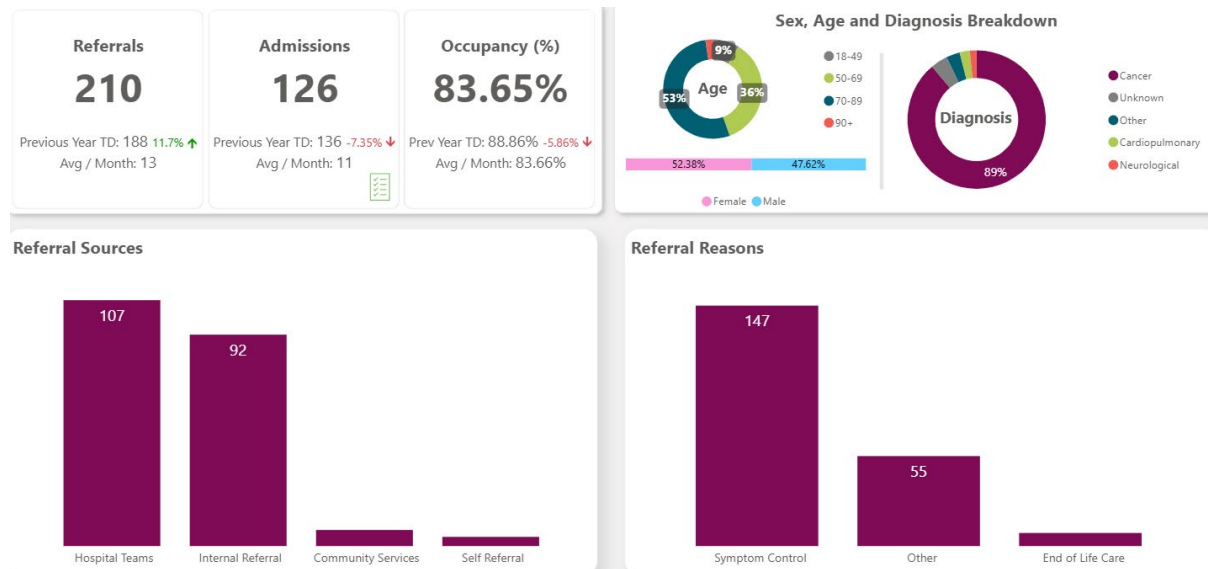 Referrals
210
Previous Year TD: 188 11.7%
Avg / Month: 13
Admissions
126
Previous Year TD: 136 -7.35%
Avg / Month: 11
Occupancy (%)
83.65%
Prev Year TD: 88.86% -5.86%
Avg / Month: 83.66%
Sex, Age and Diagnosis Breakdown
Age
9%
36%
53%
18-49
50-69
70-89
90+
52.38%
47.62%
Female
Male
Diagnosis
89%
Cancer
Unknown
Other
Cardiopulmonary
Neurological
Referral Sources
107
92
Hospital Teams
Internal Referral
Community Services
Self Referral
Referral Reasons
147
55
Symptom Control
Other
End of Life Care